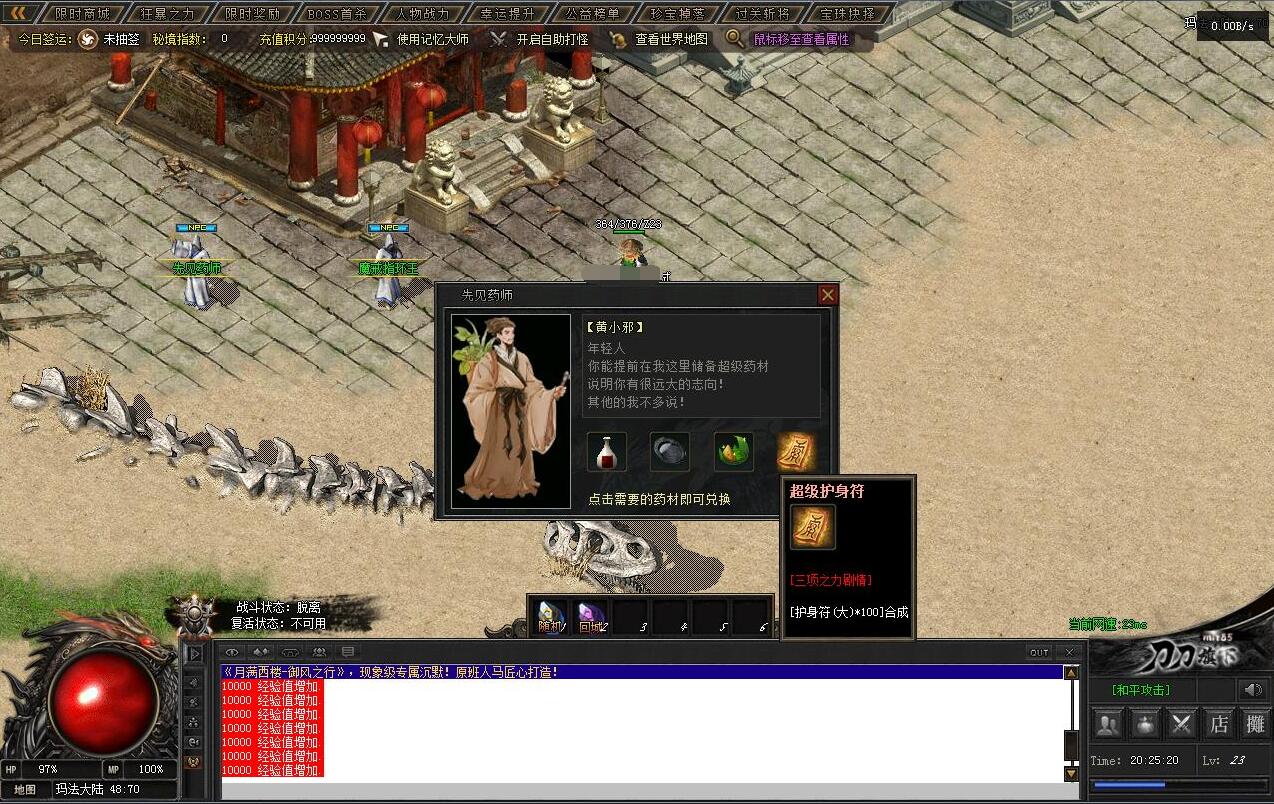 限时商城
狂暴之力
限时奖励
BOSS首杀
人物战力
幸运提升
公益榜单
珍宝掉落
过关斩将
宝珠抉择
今日签运:
未抽签
秘境指数: 0
充值积分:999999999
使用记忆大师
开启自助打怪
查看世界地图
鼠标移至查看属性
0.00B/s
NPC
先见药师
NPC
魔戒指环王
364/376/Z23
先见药师
【黄小邪】
年轻人
你能提前在我这里储备超级药材
说明你有很远大的志向!
其他的我不多说!
点击需要的药材即可兑换
超级护身符
[三项之力剧情]
[护身符(大)*100]合成
战斗状态: 脱离
复活状态: 不可用
随机 1
回城 2
3
4
5
6
当前网速:23ms
OUT
《月满西楼-御风之行》, 现象级专属沉默! 原班人马匠心打造!
10000 经验值增加.
10000 经验值增加.
10000 经验值增加.
10000 经验值增加.
10000 经验值增加.
10000 经验值增加.
10000 经验值增加.
HP 97%
MP 100%
地图
玛法大陆 48:70
mir85
刀刀旗下
[和平攻击]
店
攤
Time: 20:25:20
Lv: 23